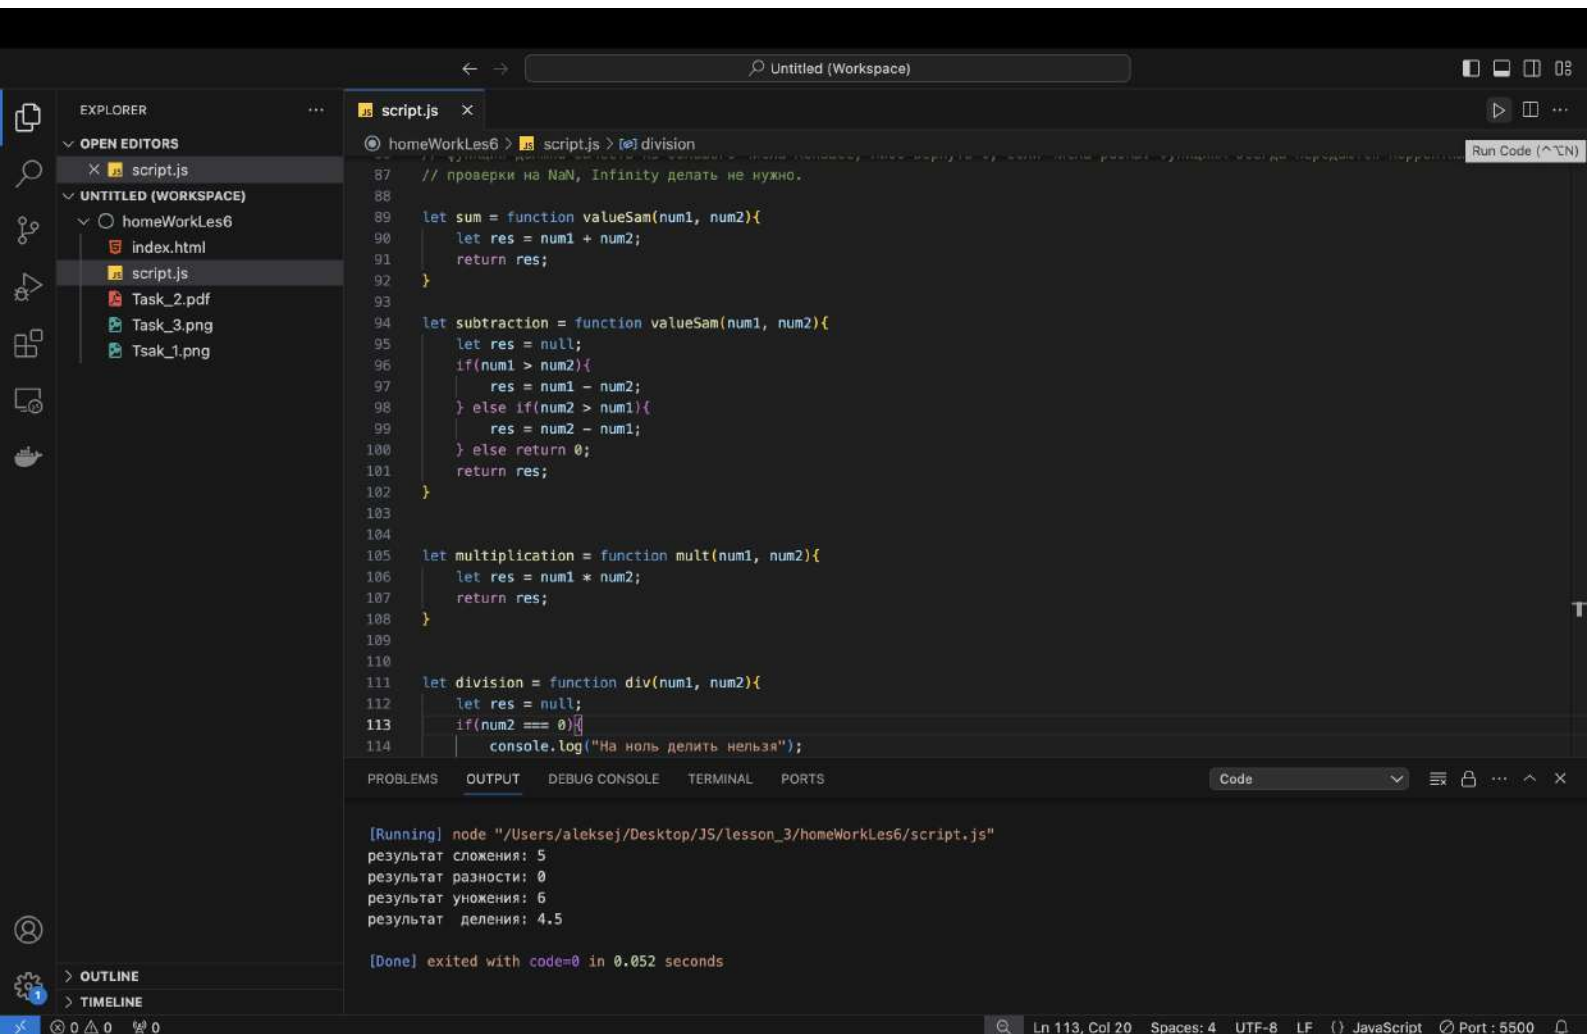 Untitled (Workspace)
EXPLORER
OPEN EDITORS
script.js
UNTITLED (WORKSPACE)
homeWorkLes6
index.html
script.js
Task_2.pdf
Task_3.png
Tsak_1.png
OUTLINE
TIMELINE
script.js
homeWorkLes6 > script.js > division
Run Code (^⌥N)
87 // проверки на NaN, Infinity делать не нужно.
88
89 let sum = function valueSam(num1, num2){
90 let res = num1 + num2;
91 return res;
92 }
93
94 let subtraction = function valueSam(num1, num2){
95 let res = null;
96 if(num1 > num2){
97 res = num1 - num2;
98 } else if(num2 > num1){
99 res = num2 - num1;
100 } else return 0;
101 return res;
102 }
103
104
105 let multiplication = function mult(num1, num2){
106 let res = num1 * num2;
107 return res;
108 }
109
110
111 let division = function div(num1, num2){
112 let res = null;
113 if(num2 === 0){
114 console.log("На ноль делить нельзя");
PROBLEMS OUTPUT DEBUG CONSOLE TERMINAL PORTS Code
[Running] node "/Users/aleksej/Desktop/JS/lesson_3/homeWorkLes6/script.js"
результат сложения: 5
результат разности: 0
результат уножения: 6
результат деления: 4.5
[Done] exited with code=0 in 0.052 seconds
1
0 0 0 Ln 113, Col 20 Spaces: 4 UTF-8 LF {} JavaScript Port : 5500